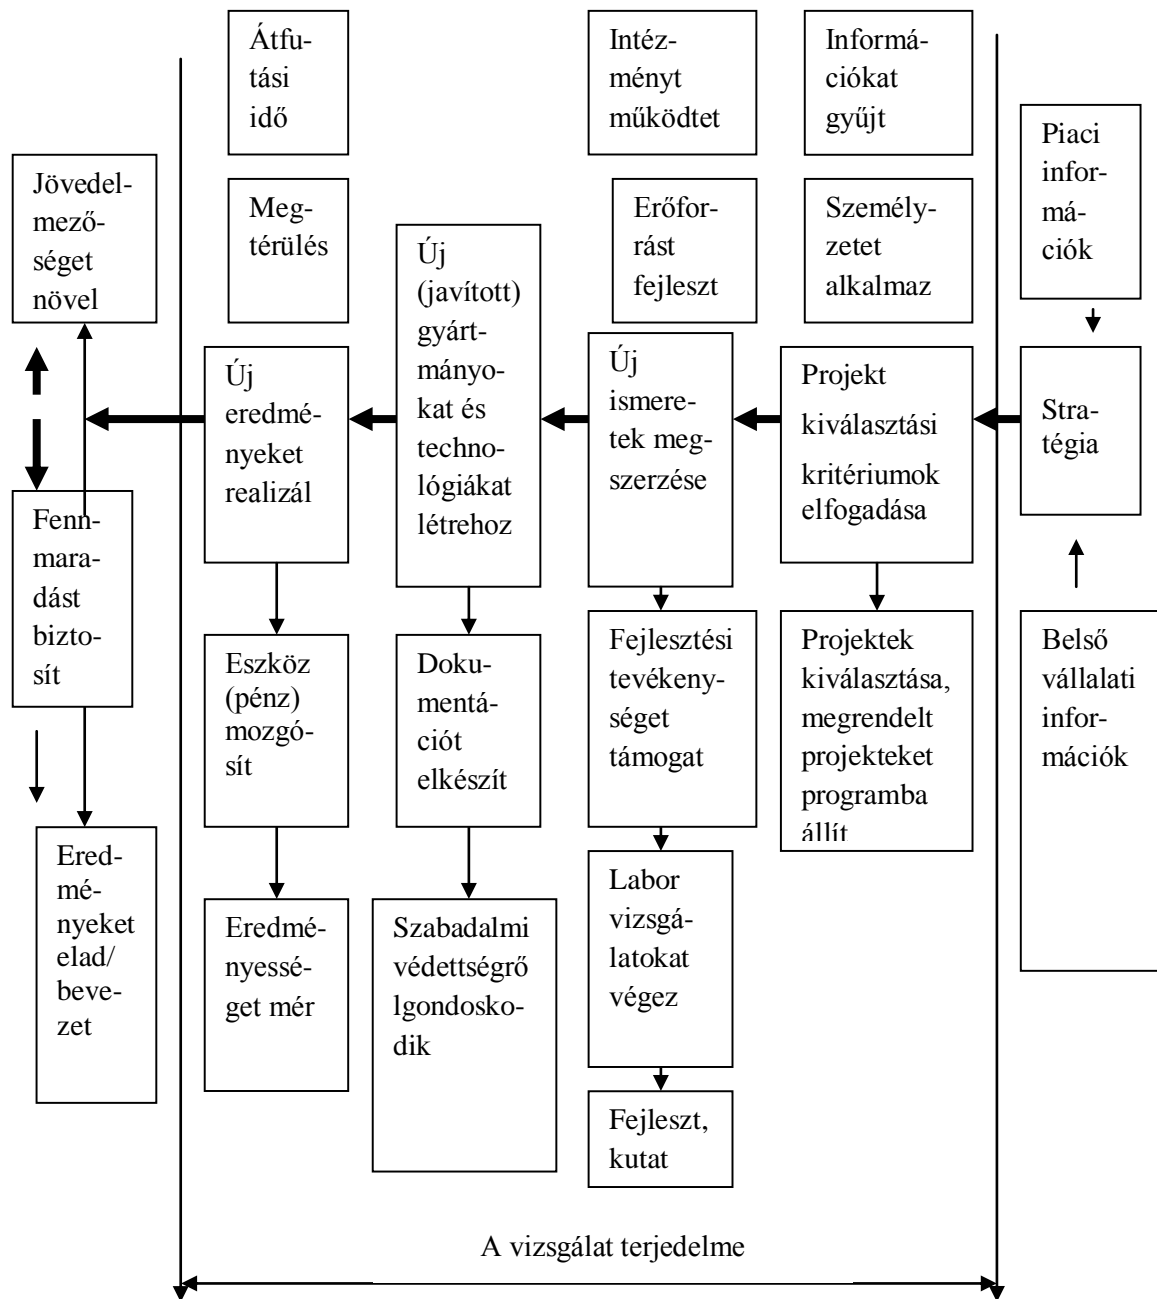 Átfu-
tási
idő
Intéz-
ményt
működtet
Informá-
ciókat
gyűjt
Piaci
infor-
má-
ciók
Jövedel-
mező-
séget
növel
Meg-
térülés
Új
(javított)
gyárt-
mányo-
kat és
techno-
lógiákat
létrehoz
Erőfor-
rást
fejleszt
Személy-
zetet
alkalmaz
Új
eredmé-
nyeket
realizál
Új
ismere-
tek meg-
szerzése
Projekt
kiválasztási
kritériumok
elfogadása
Stra-
tégia
Fenn-
mara-
dást
bizto-
sít
Eszköz
(pénz)
mozgó-
sít
Doku-
mentá-
ciót
elkészít
Fejlesztési
tevékeny-
séget
támogat
Projektek
kiválasztása,
megrendelt
projekteket
programba
állít
Belső
vállalati
infor-
mációk
Ered-
mé-
nyeket
elad/
beve-
zet
Eredmé-
nyessé-
get mér
Szabadalmi
védettségrő
lgondosko-
dik
Labor
vizsgá-
latokat
végez
Fejleszt,
kutat
A vizsgálat terjedelme